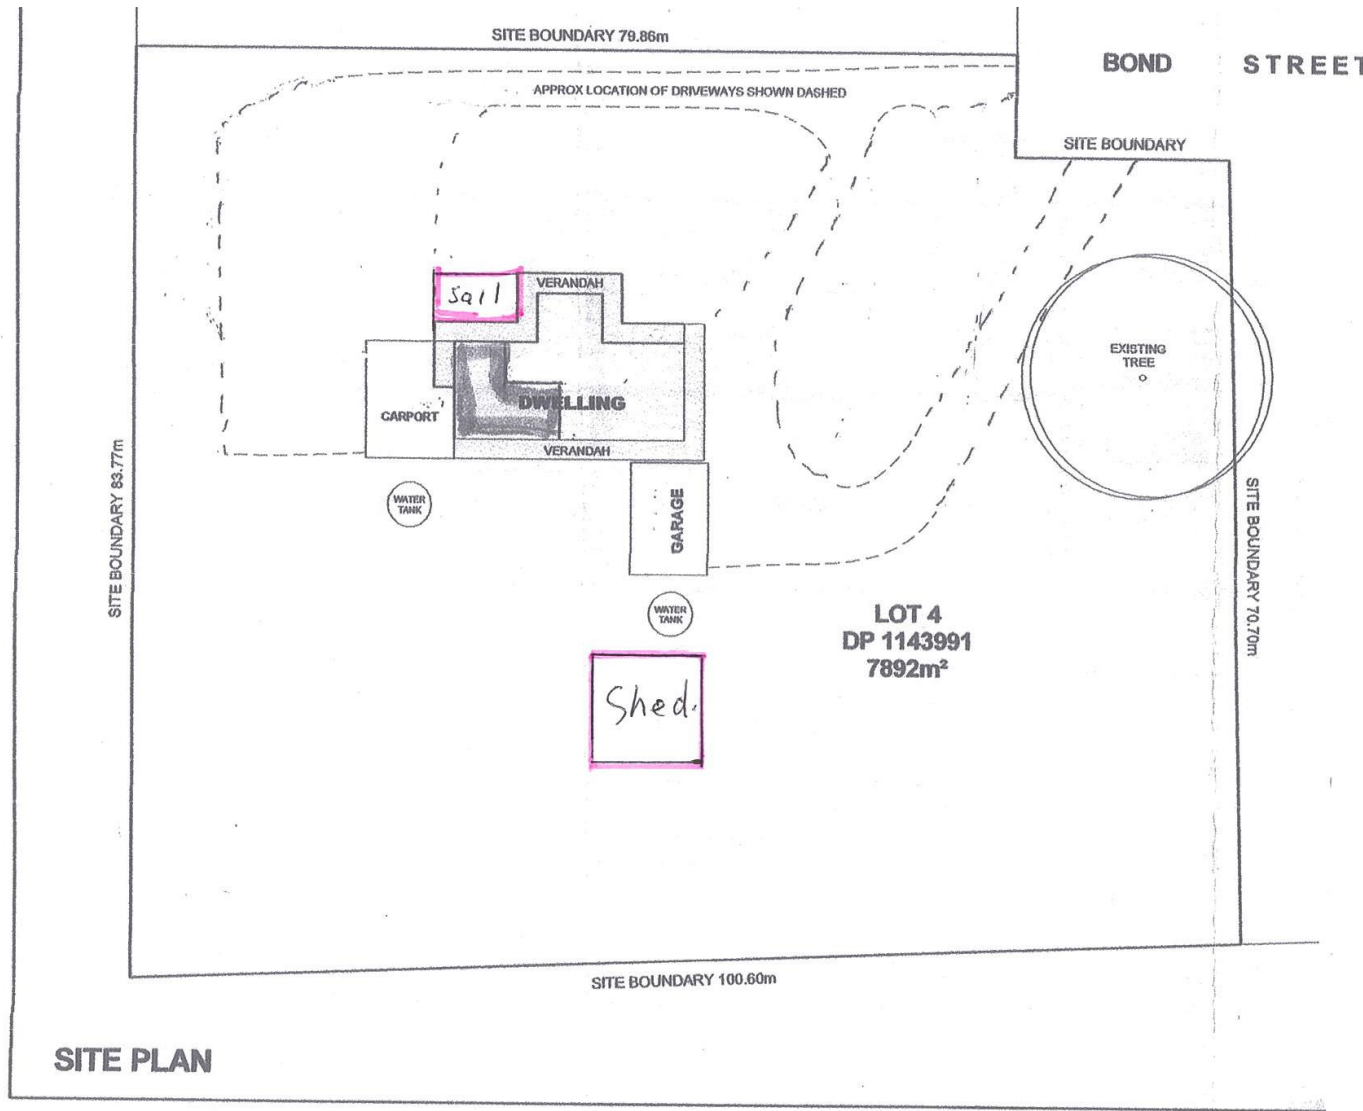 SITE BOUNDARY 79.86m
BOND STREET
APPROX LOCATION OF DRIVEWAYS SHOWN DASHED
SITE BOUNDARY
VERANDAH
Sail
EXISTING
TREE
DWELLING
CARPORT
VERANDAH
SITE BOUNDARY 83.77m
WATER
TANK
GARAGE
SITE BOUNDARY 70.70m
WATER
TANK
LOT 4
DP 1143991
7892m²
Shed.
SITE BOUNDARY 100.60m
SITE PLAN